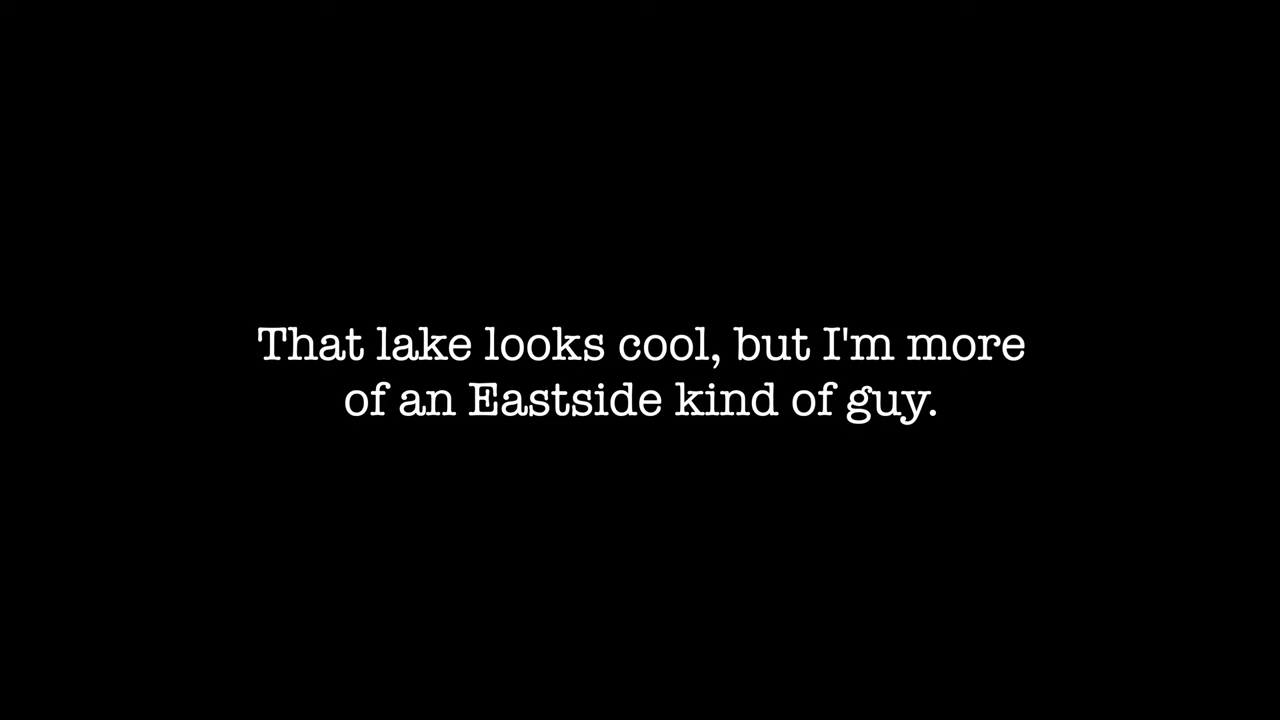 That lake looks cool, but I'm more
of an Eastside kind of guy.